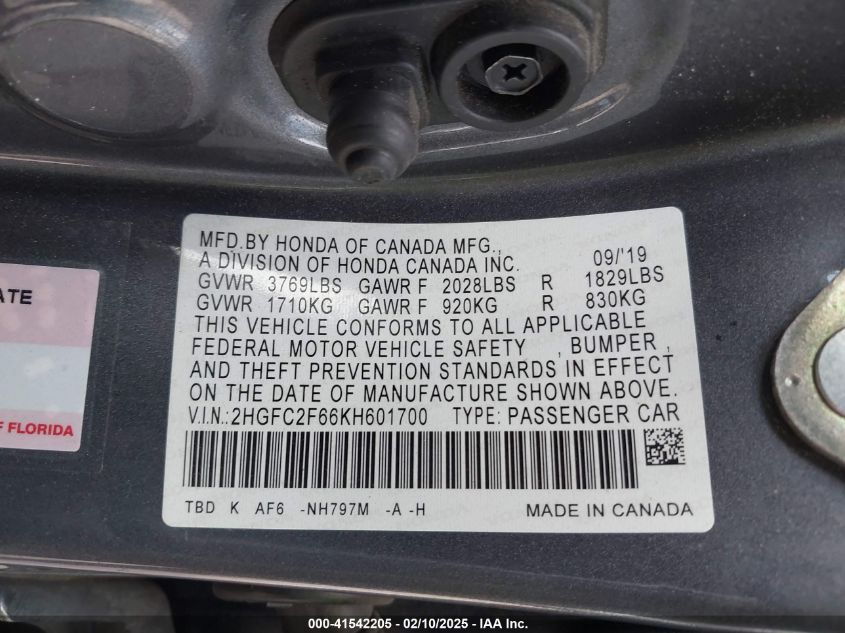 MFD.BY HONDA OF CANADA MFG.,
A DIVISION OF HONDA CANADA INC. 09/'19
GVWR 3769LBS GAWR F 2028LBS R 1829LBS
GVWR 1710KG GAWR F 920KG R 830KG
THIS VEHICLE CONFORMS TO ALL APPLICABLE
FEDERAL MOTOR VEHICLE SAFETY , BUMPER ,
AND THEFT PREVENTION STANDARDS IN EFFECT
ON THE DATE OF MANUFACTURE SHOWN ABOVE.
V.I.N.: 2HGFC2F66KH601700 TYPE: PASSENGER CAR
TBD K AF6 -NH797M -A -H MADE IN CANADA
ATE
F FLORIDA
000-41542205 - 02/10/2025 - IAA Inc.